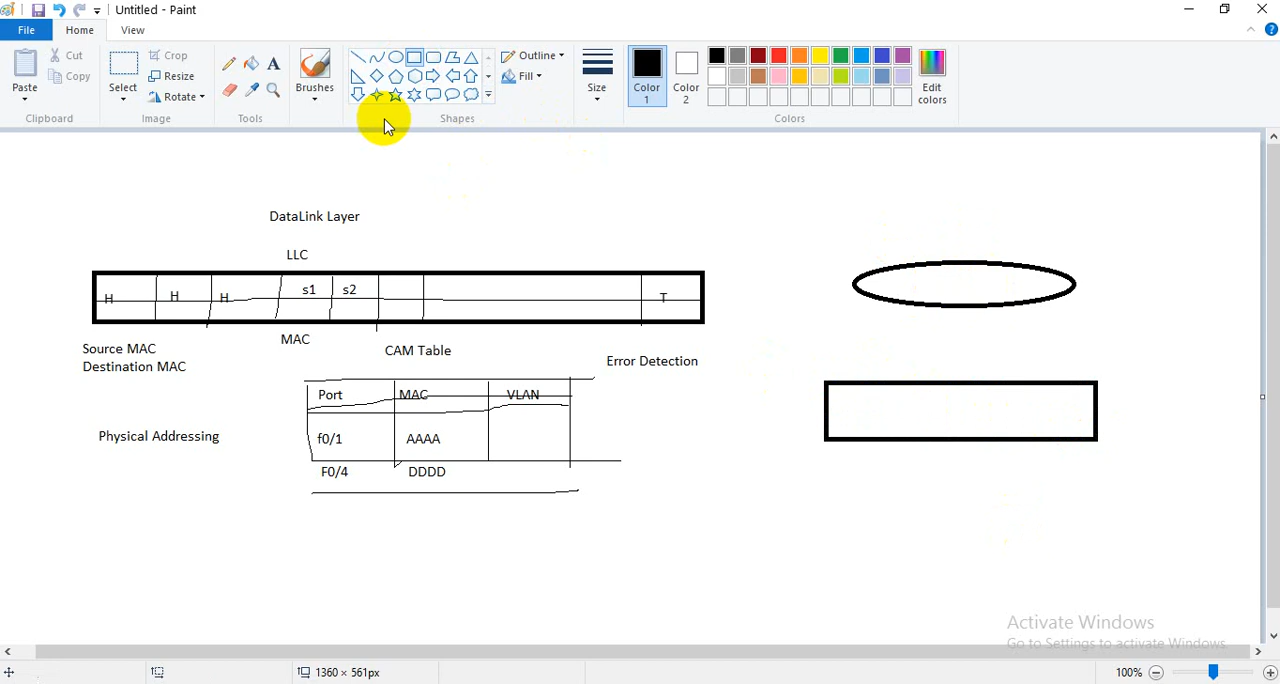 Untitled - Paint
File
Home
View
Paste
Cut
Copy
Clipboard
Select
Crop
Resize
Rotate
Image
A
Tools
Brushes
Shapes
Outline
Fill
Size
Color 1
Color 2
Colors
Edit colors
DataLink Layer
LLC
H H H s1 s2 T
MAC
Source MAC
Destination MAC
CAM Table
Error Detection
Port MAC VLAN
Physical Addressing
f0/1 AAAA
F0/4 DDDD
Activate Windows
Go to Settings to activate Windows.
1360 × 561px
100%